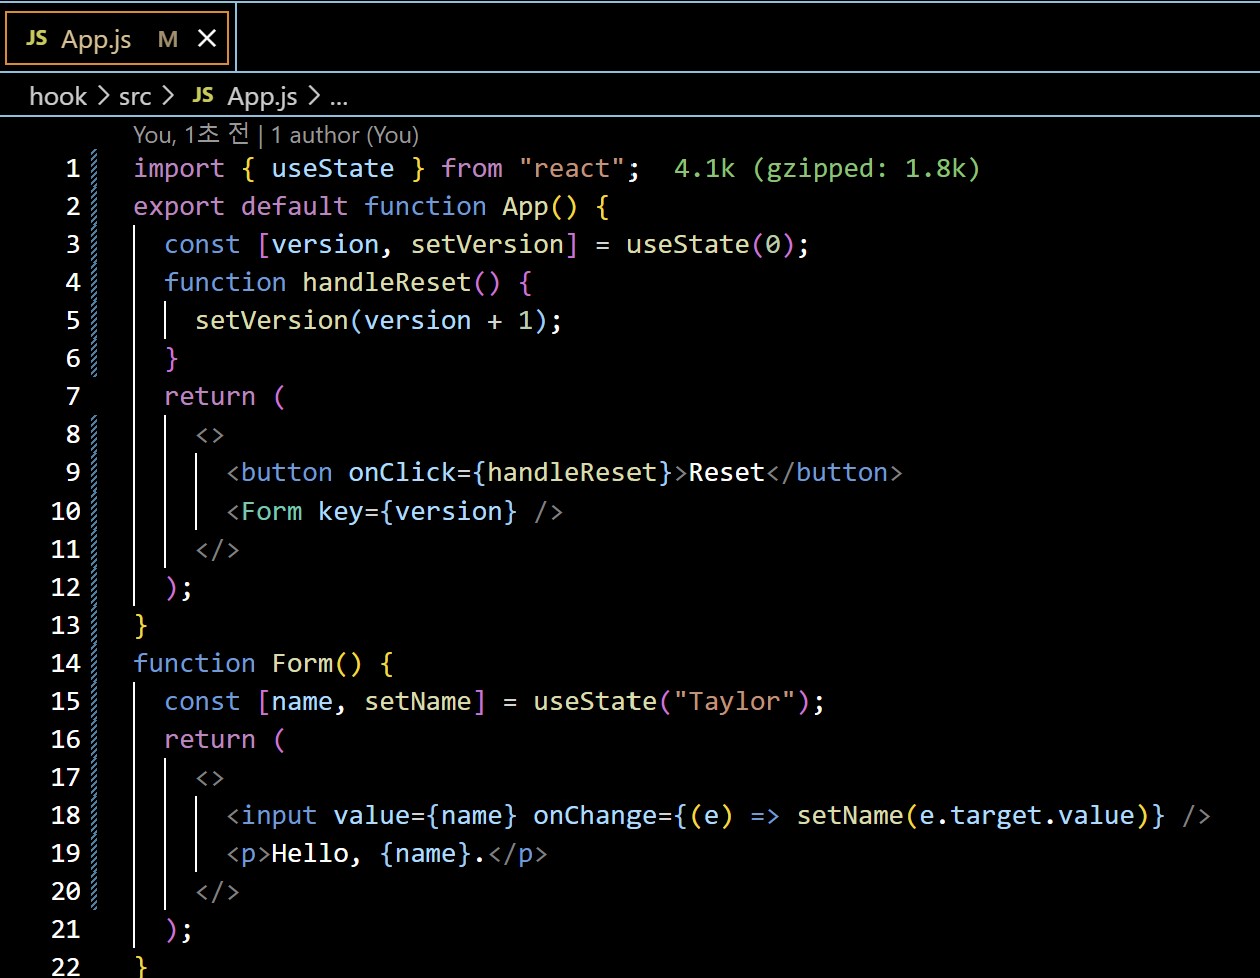 JS App.js M
hook > src > JS App.js > ...
You, 1초 전 | 1 author (You)
1 import { useState } from "react"; 4.1k (gzipped: 1.8k)
2 export default function App() {
3   const [version, setVersion] = useState(0);
4   function handleReset() {
5     setVersion(version + 1);
6   }
7   return (
8     <>
9       <button onClick={handleReset}>Reset</button>
10       <Form key={version} />
11     </>
12   );
13 }
14 function Form() {
15   const [name, setName] = useState("Taylor");
16   return (
17     <>
18       <input value={name} onChange={(e) => setName(e.target.value)} />
19       <p>Hello, {name}.</p>
20     </>
21   );
22 }